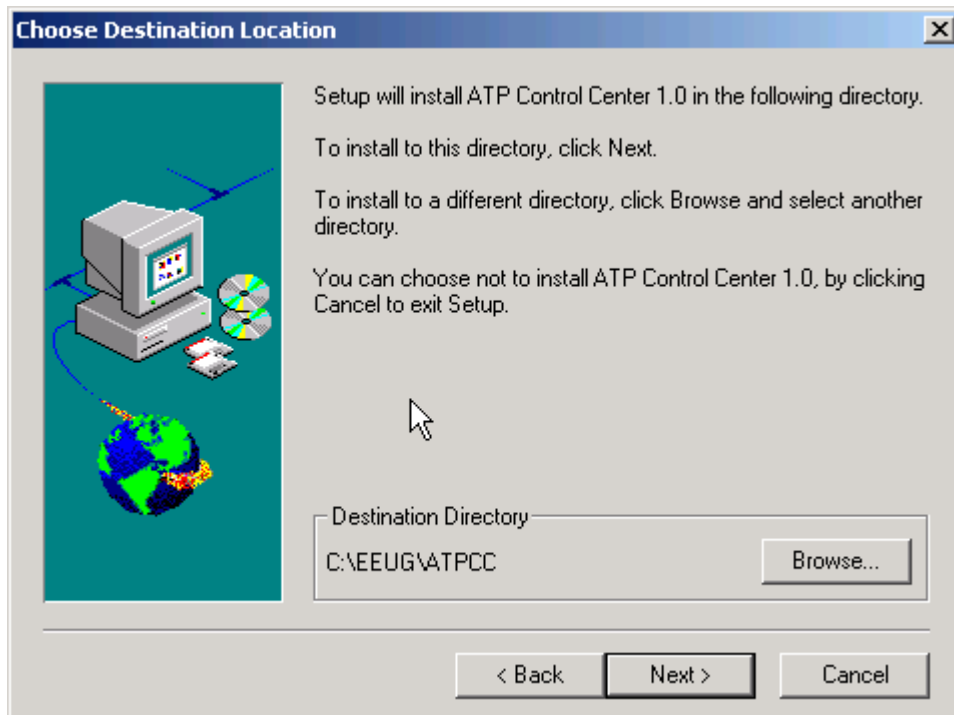 Choose Destination Location
Setup will install ATP Control Center 1.0 in the following directory.
To install to this directory, click Next.
To install to a different directory, click Browse and select another
directory.
You can choose not to install ATP Control Center 1.0, by clicking
Cancel to exit Setup.
Destination Directory
C:\EEUG\ATPCC
Browse...
< Back
Next >
Cancel